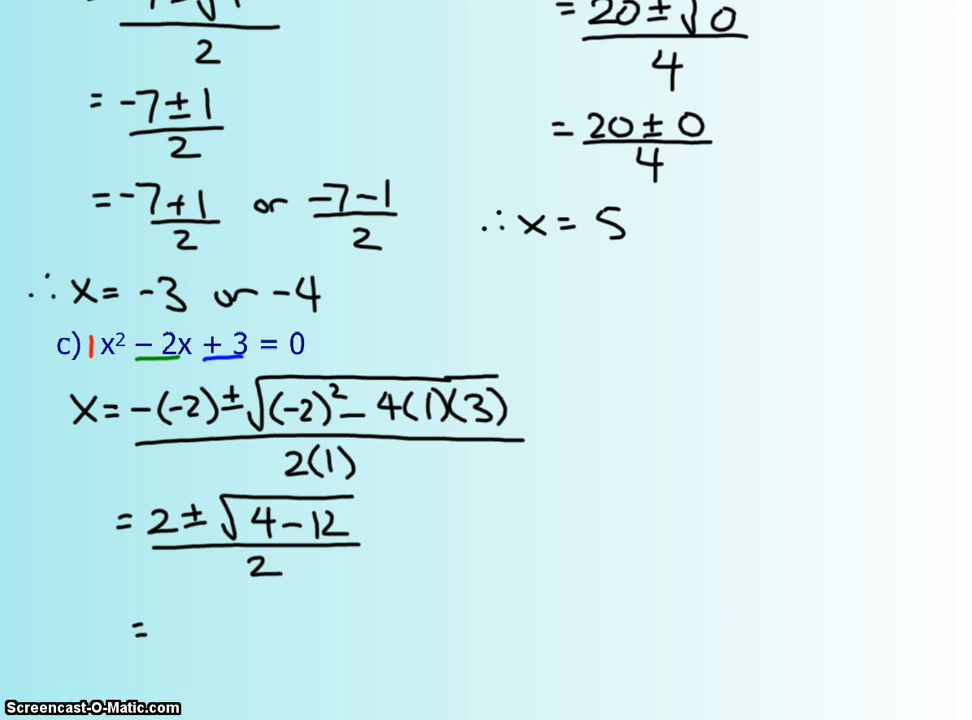 2
= -7 ± 1
2
= -7 + 1 or -7 - 1
2 2
∴ x = -3 or -4
= 20 ± √0
4
= 20 ± 0
4
∴ x = 5
c) 1x² – 2x + 3 = 0
x = -(-2) ± √(-2)² - 4(1)(3)
2(1)
= 2 ± √4 - 12
2
=
Screencast-O-Matic.com